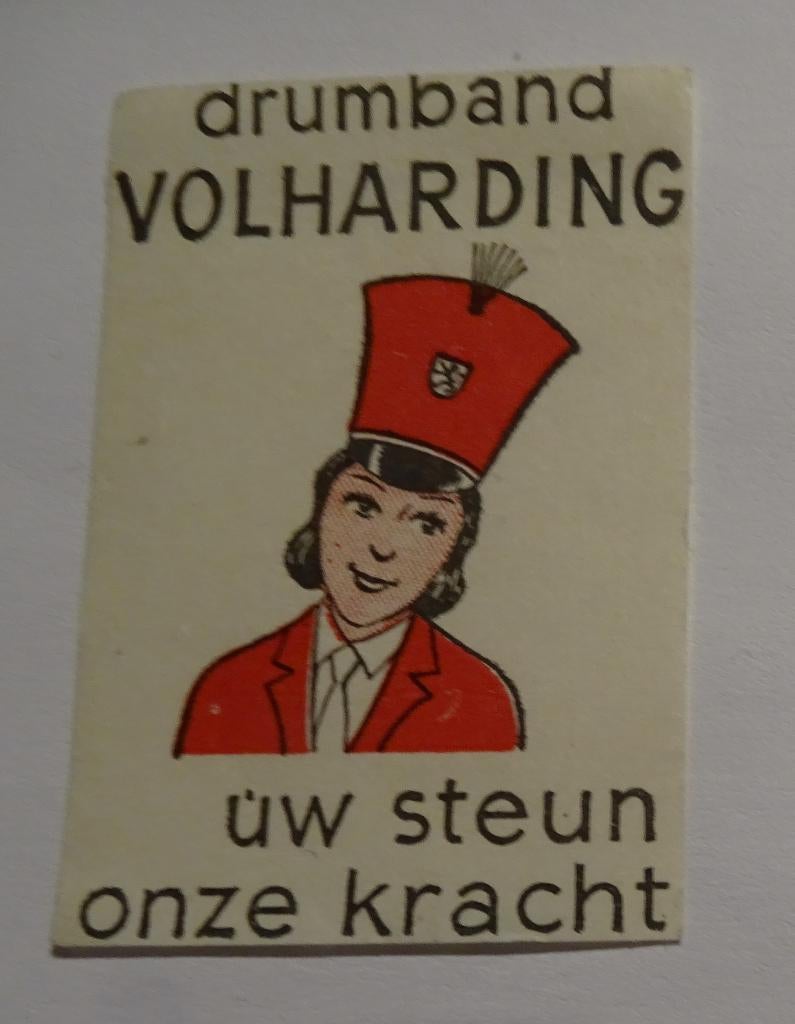 drumband
VOLHARDING
üw steun
onze kracht